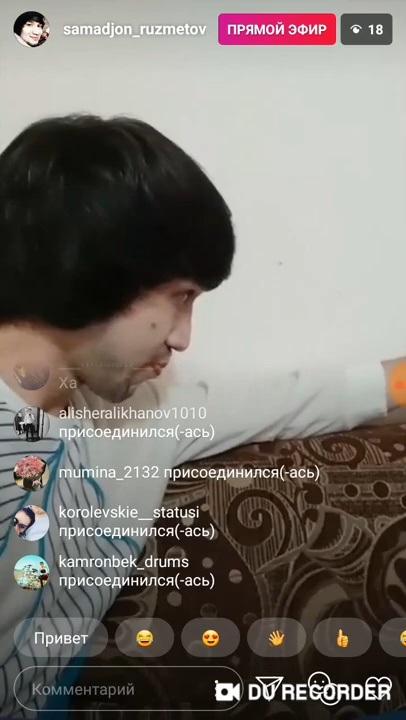 samadjon_ruzmetov ПРЯМОЙ ЭФИР 18
Ха
alisheralikhanov1010
присоединился(-ась)
mumina_2132 присоединился(-ась)
korolevskie__statusi
присоединился(-ась)
kamronbek_drums
присоединился(-ась)
Привет
Комментарий
DU RECORDER